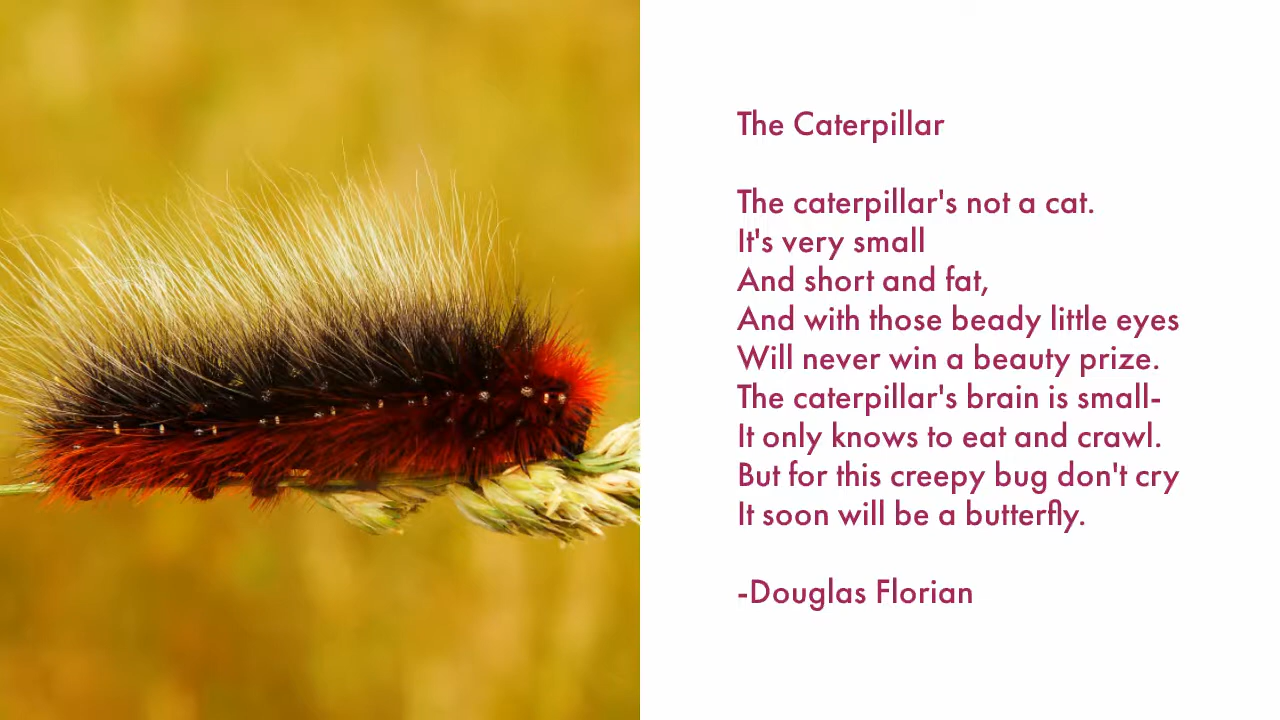 The Caterpillar
The caterpillar's not a cat.
It's very small
And short and fat,
And with those beady little eyes
Will never win a beauty prize.
The caterpillar's brain is small-
It only knows to eat and crawl.
But for this creepy bug don't cry
It soon will be a butterfly.
-Douglas Florian